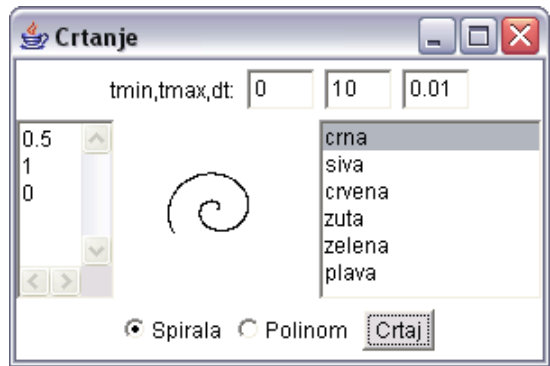 Crtanje
tmin,tmax,dt: 0 10 0.01
0.5
1
0
crna
siva
crvena
zuta
zelena
plava
Spirala Polinom Crtaj